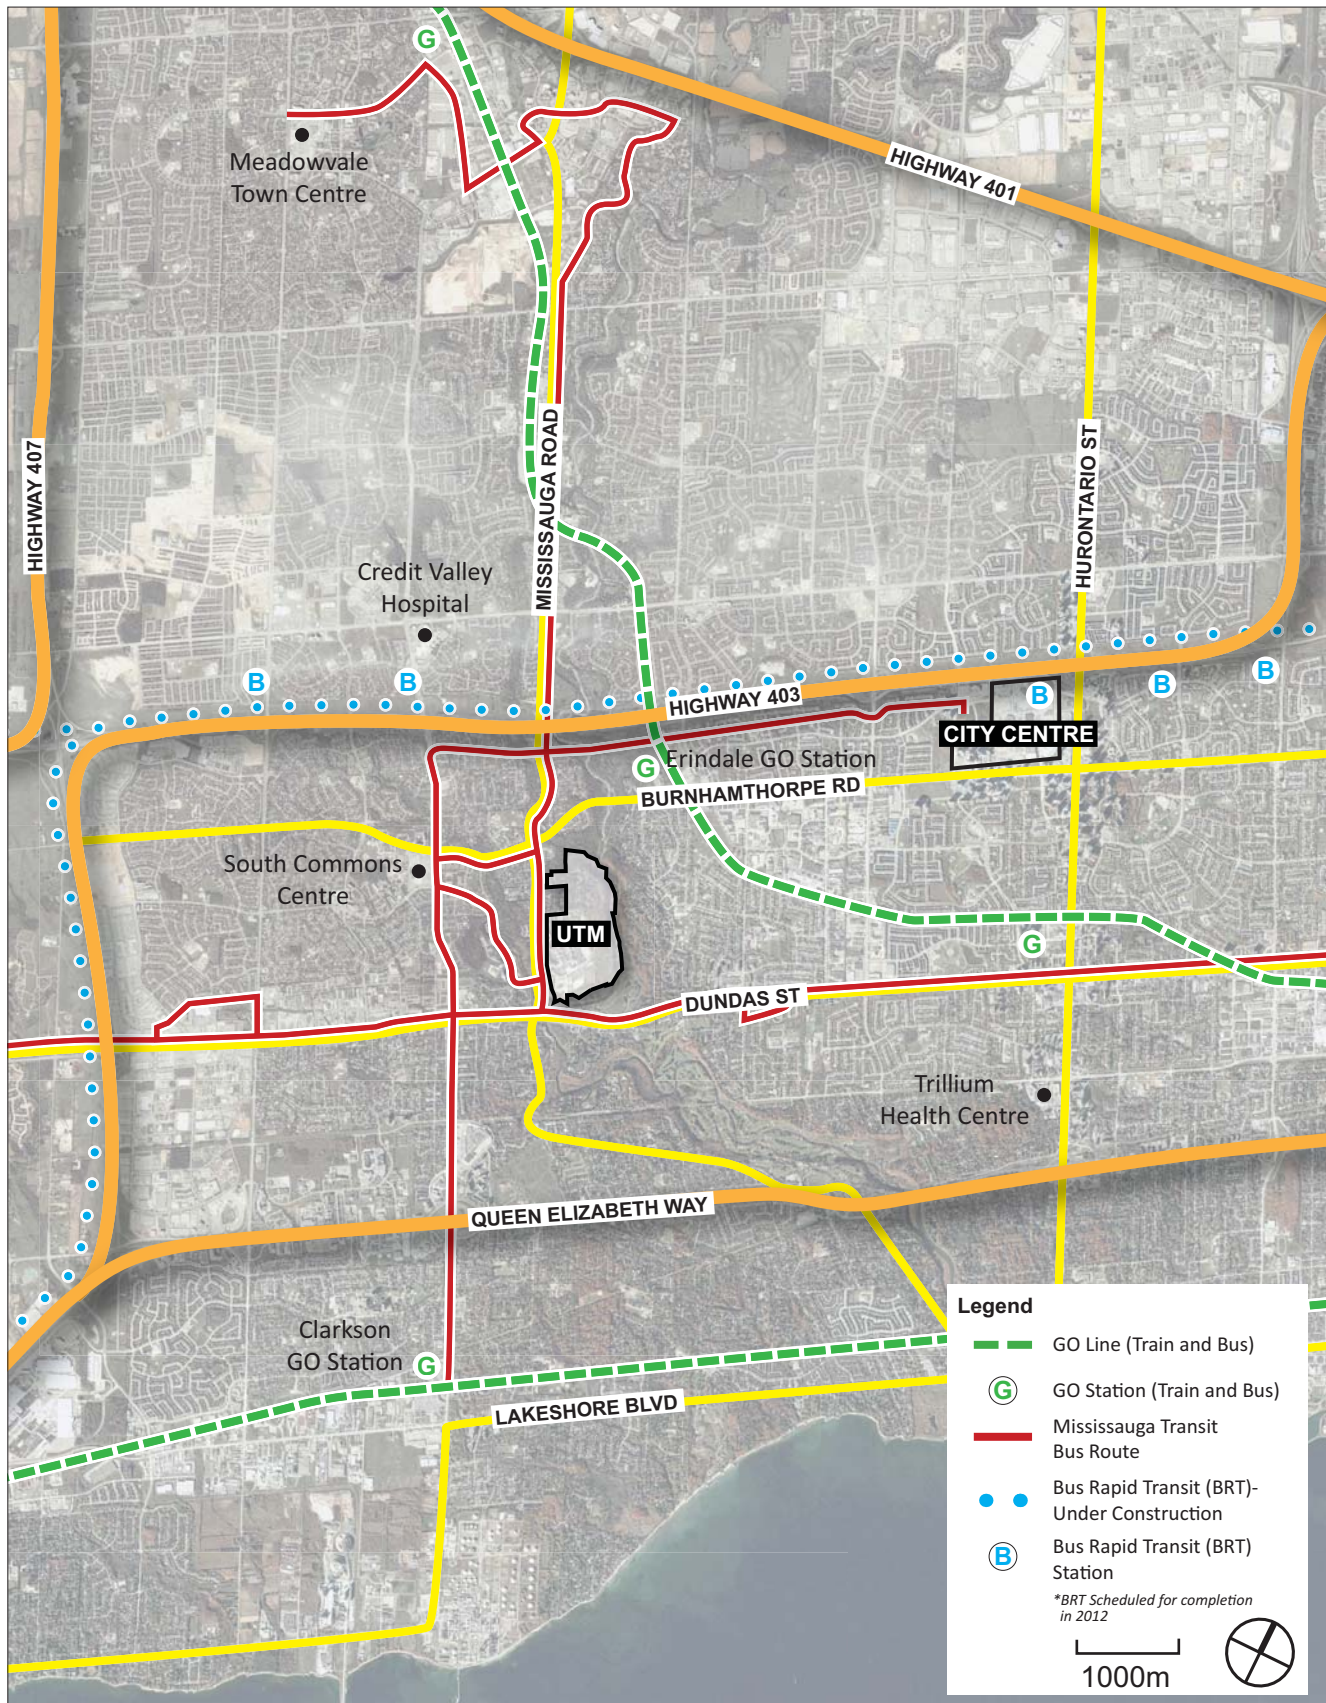 G
Meadowvale
Town Centre
HIGHWAY 401
HIGHWAY 407
MISSISSAUGA ROAD
HURONTARIO ST
Credit Valley
Hospital
B
B
B
B
B
HIGHWAY 403
CITY CENTRE
G
Erindale GO Station
BURNHAMTHORPE RD
South Commons
Centre
UTM
G
DUNDAS ST
Trillium
Health Centre
QUEEN ELIZABETH WAY
Clarkson
GO Station
G
LAKESHORE BLVD
Legend
GO Line (Train and Bus)
G
GO Station (Train and Bus)
Mississauga Transit
Bus Route
Bus Rapid Transit (BRT)-
Under Construction
B
Bus Rapid Transit (BRT)
Station
*BRT Scheduled for completion
in 2012
1000m